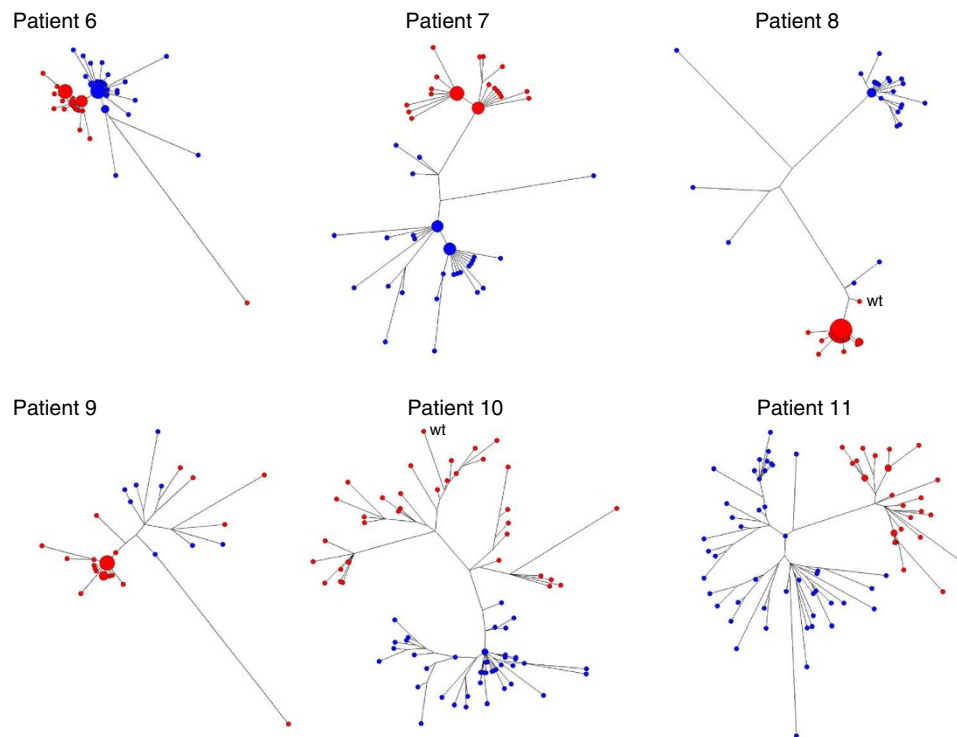 Patient 6
Patient 7
Patient 8
wt
Patient 9
Patient 10
Patient 11
wt